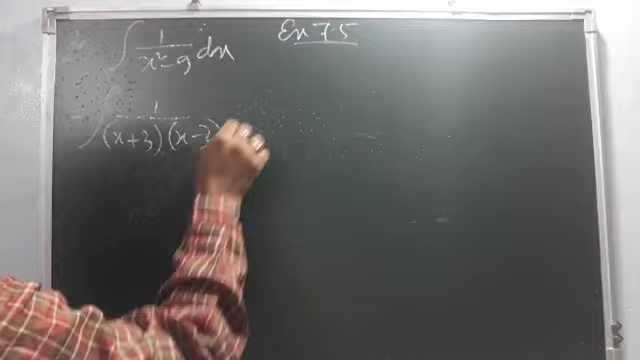 Ex 7.5
∫ 1/(x²-9) dx
∫ 1/((x+3)(x-3)